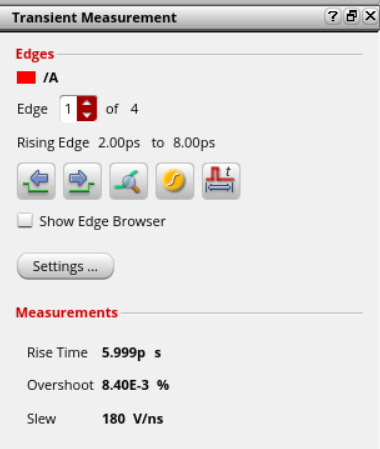 Transient Measurement
Edges
/A
Edge 1 of 4
Rising Edge 2.00ps to 8.00ps
t
Show Edge Browser
Settings ...
Measurements
Rise Time 5.999p s
Overshoot 8.40E-3 %
Slew 180 V/ns